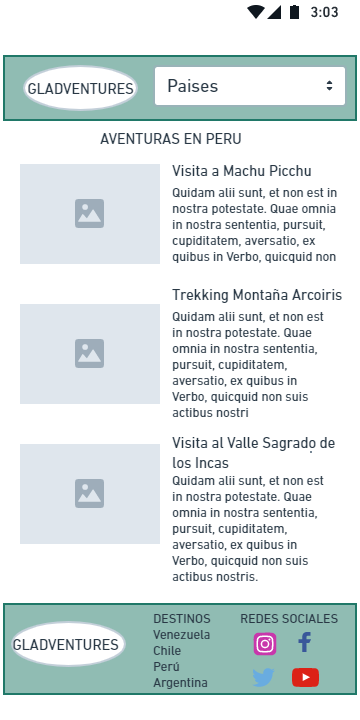 3:03
GLADVENTURES
Paises
AVENTURAS EN PERU
Visita a Machu Picchu
Quidam alii sunt, et non est in
nostra potestate. Quae omnia
in nostra sententia, pursuit,
cupiditatem, aversatio, ex
quibus in Verbo, quicquid non
Trekking Montaña Arcoiris
Quidam alii sunt, et non est
in nostra potestate. Quae
omnia in nostra sententia,
pursuit, cupiditatem,
aversatio, ex quibus in
Verbo, quicquid non suis
actibus nostri
Visita al Valle Sagrado de
los Incas
Quidam alii sunt, et non est
in nostra potestate. Quae
omnia in nostra sententia,
pursuit, cupiditatem,
aversatio, ex quibus in
Verbo, quicquid non suis
actibus nostris.
GLADVENTURES
DESTINOS
Venezuela
Chile
Perú
Argentina
REDES SOCIALES